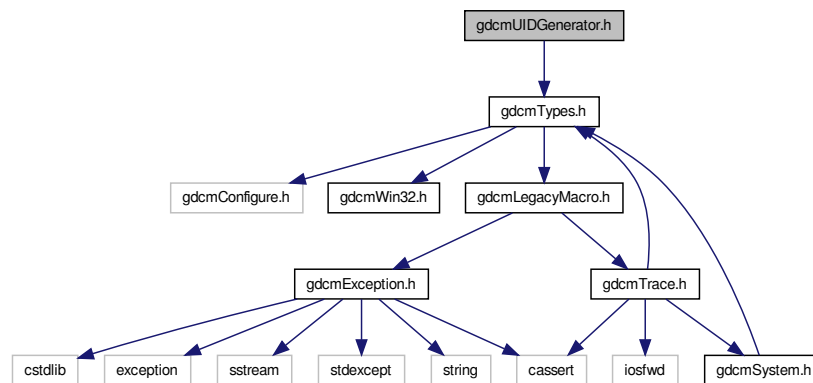 gdcmUIDGenerator.h
gdcmTypes.h
gdcmConfigure.h
gdcmWin32.h
gdcmLegacyMacro.h
gdcmException.h
gdcmTrace.h
cstdlib
exception
sstream
stdexcept
string
cassert
iosfwd
gdcmSystem.h